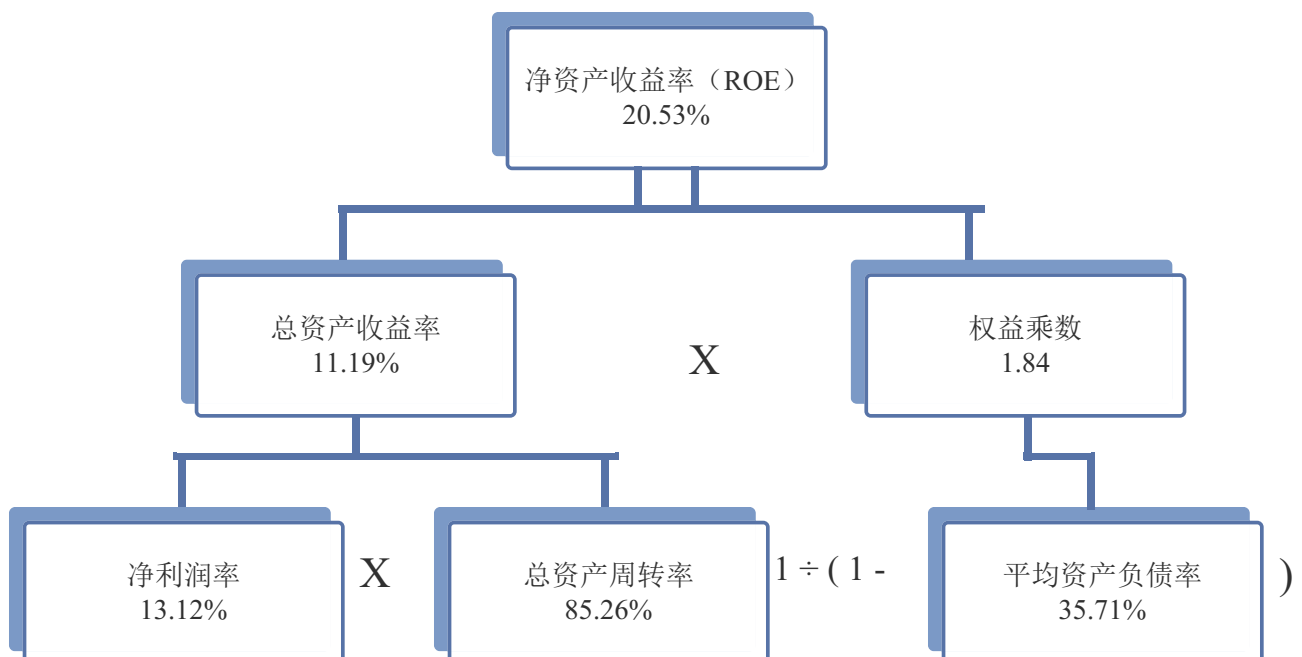 净资产收益率（ROE）
20.53%
总资产收益率
11.19%
X
权益乘数
1.84
净利润率
13.12%
X
总资产周转率
85.26%
1 ÷ ( 1 -
平均资产负债率
35.71%
)